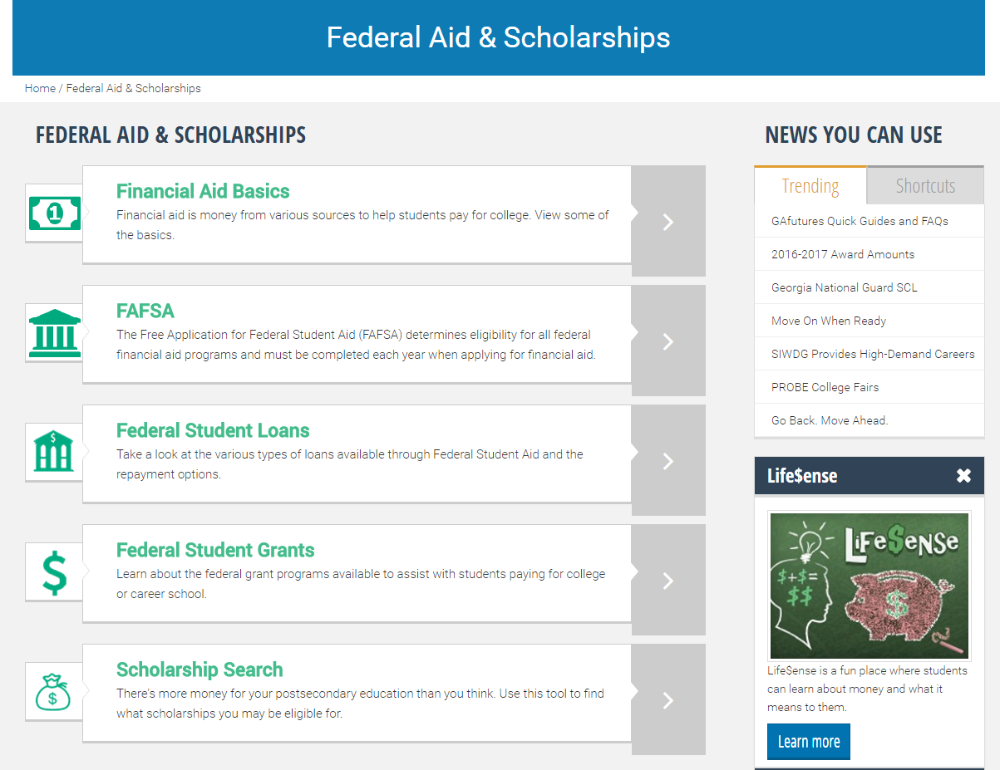 Federal Aid & Scholarships
Home / Federal Aid & Scholarships
FEDERAL AID & SCHOLARSHIPS
1
Financial Aid Basics
Financial aid is money from various sources to help students pay for college. View some of
the basics.
FAFSA
The Free Application for Federal Student Aid (FAFSA) determines eligibility for all federal
financial aid programs and must be completed each year when applying for financial aid.
$
Federal Student Loans
Take a look at the various types of loans available through Federal Student Aid and the
repayment options.
$
Federal Student Grants
Learn about the federal grant programs available to assist with students paying for college
or career school.
$
Scholarship Search
There's more money for your postsecondary education than you think. Use this tool to find
what scholarships you may be eligible for.
NEWS YOU CAN USE
Trending
Shortcuts
GAfutures Quick Guides and FAQs
2016-2017 Award Amounts
Georgia National Guard SCL
Move On When Ready
SIWDG Provides High-Demand Careers
PROBE College Fairs
Go Back. Move Ahead.
Life$ense
LiFe$eNSe
$+$=
$$
$
Life$ense is a fun place where students
can learn about money and what it
means to them.
Learn more